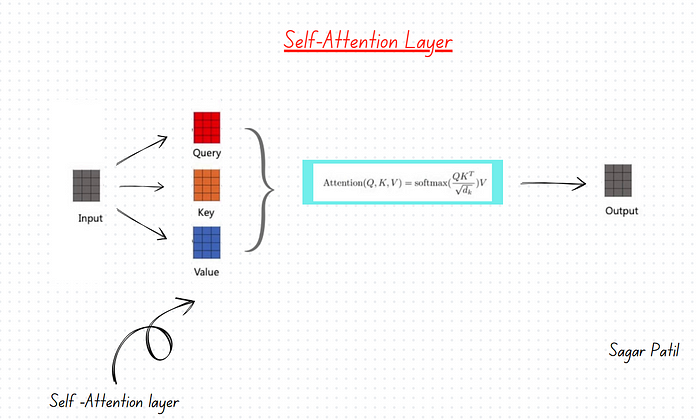 Self-Attention Layer
Query
Input
Key
Value
Attention(Q, K, V) = softmax(QK^T/√d_k)V
Output
Sagar Patil
Self -Attention layer